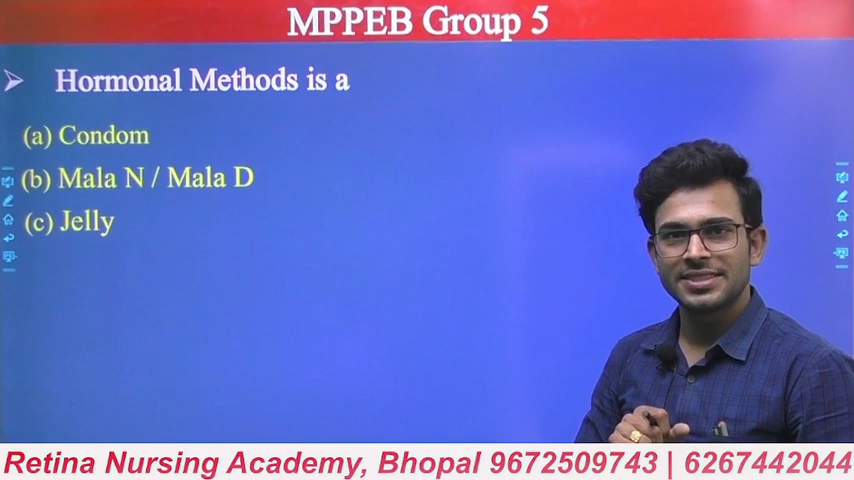 MPPEB Group 5
Hormonal Methods is a
(a) Condom
(b) Mala N / Mala D
(c) Jelly
Retina Nursing Academy, Bhopal 9672509743 | 6267442044